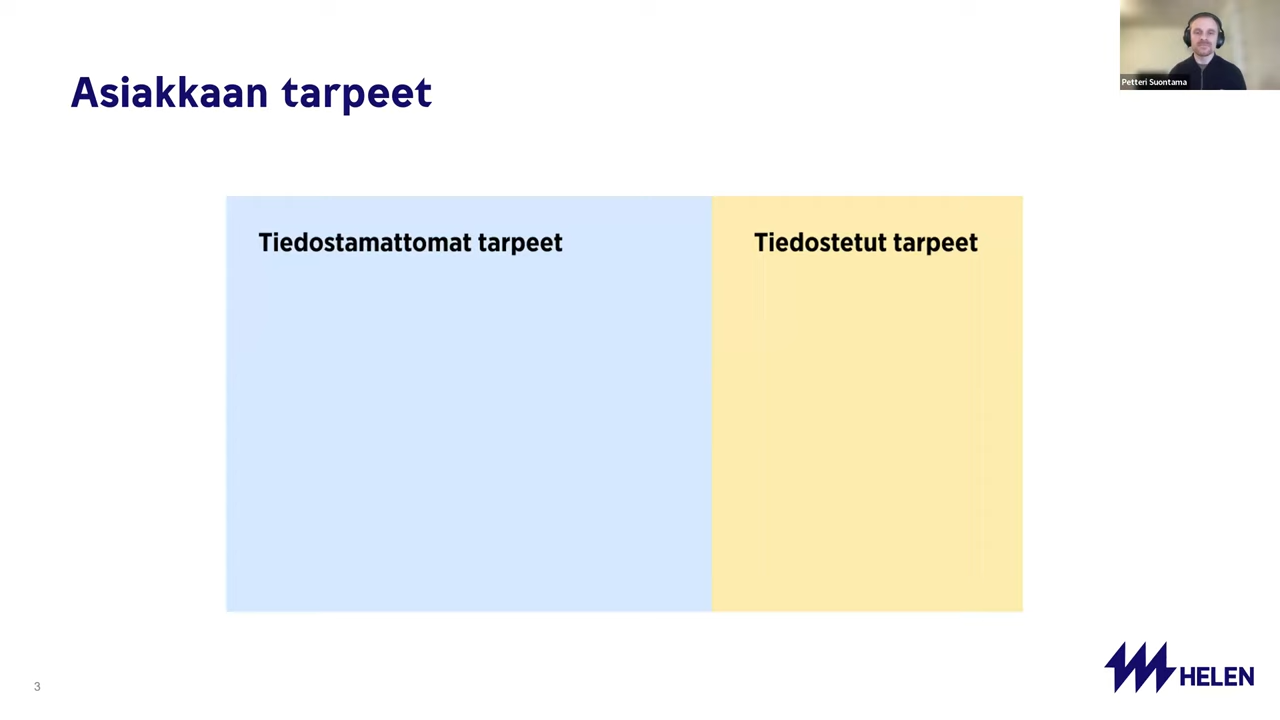 Asiakkaan tarpeet
Petteri Suontama
Tiedostamattomat tarpeet
Tiedostetut tarpeet
3
HELEN